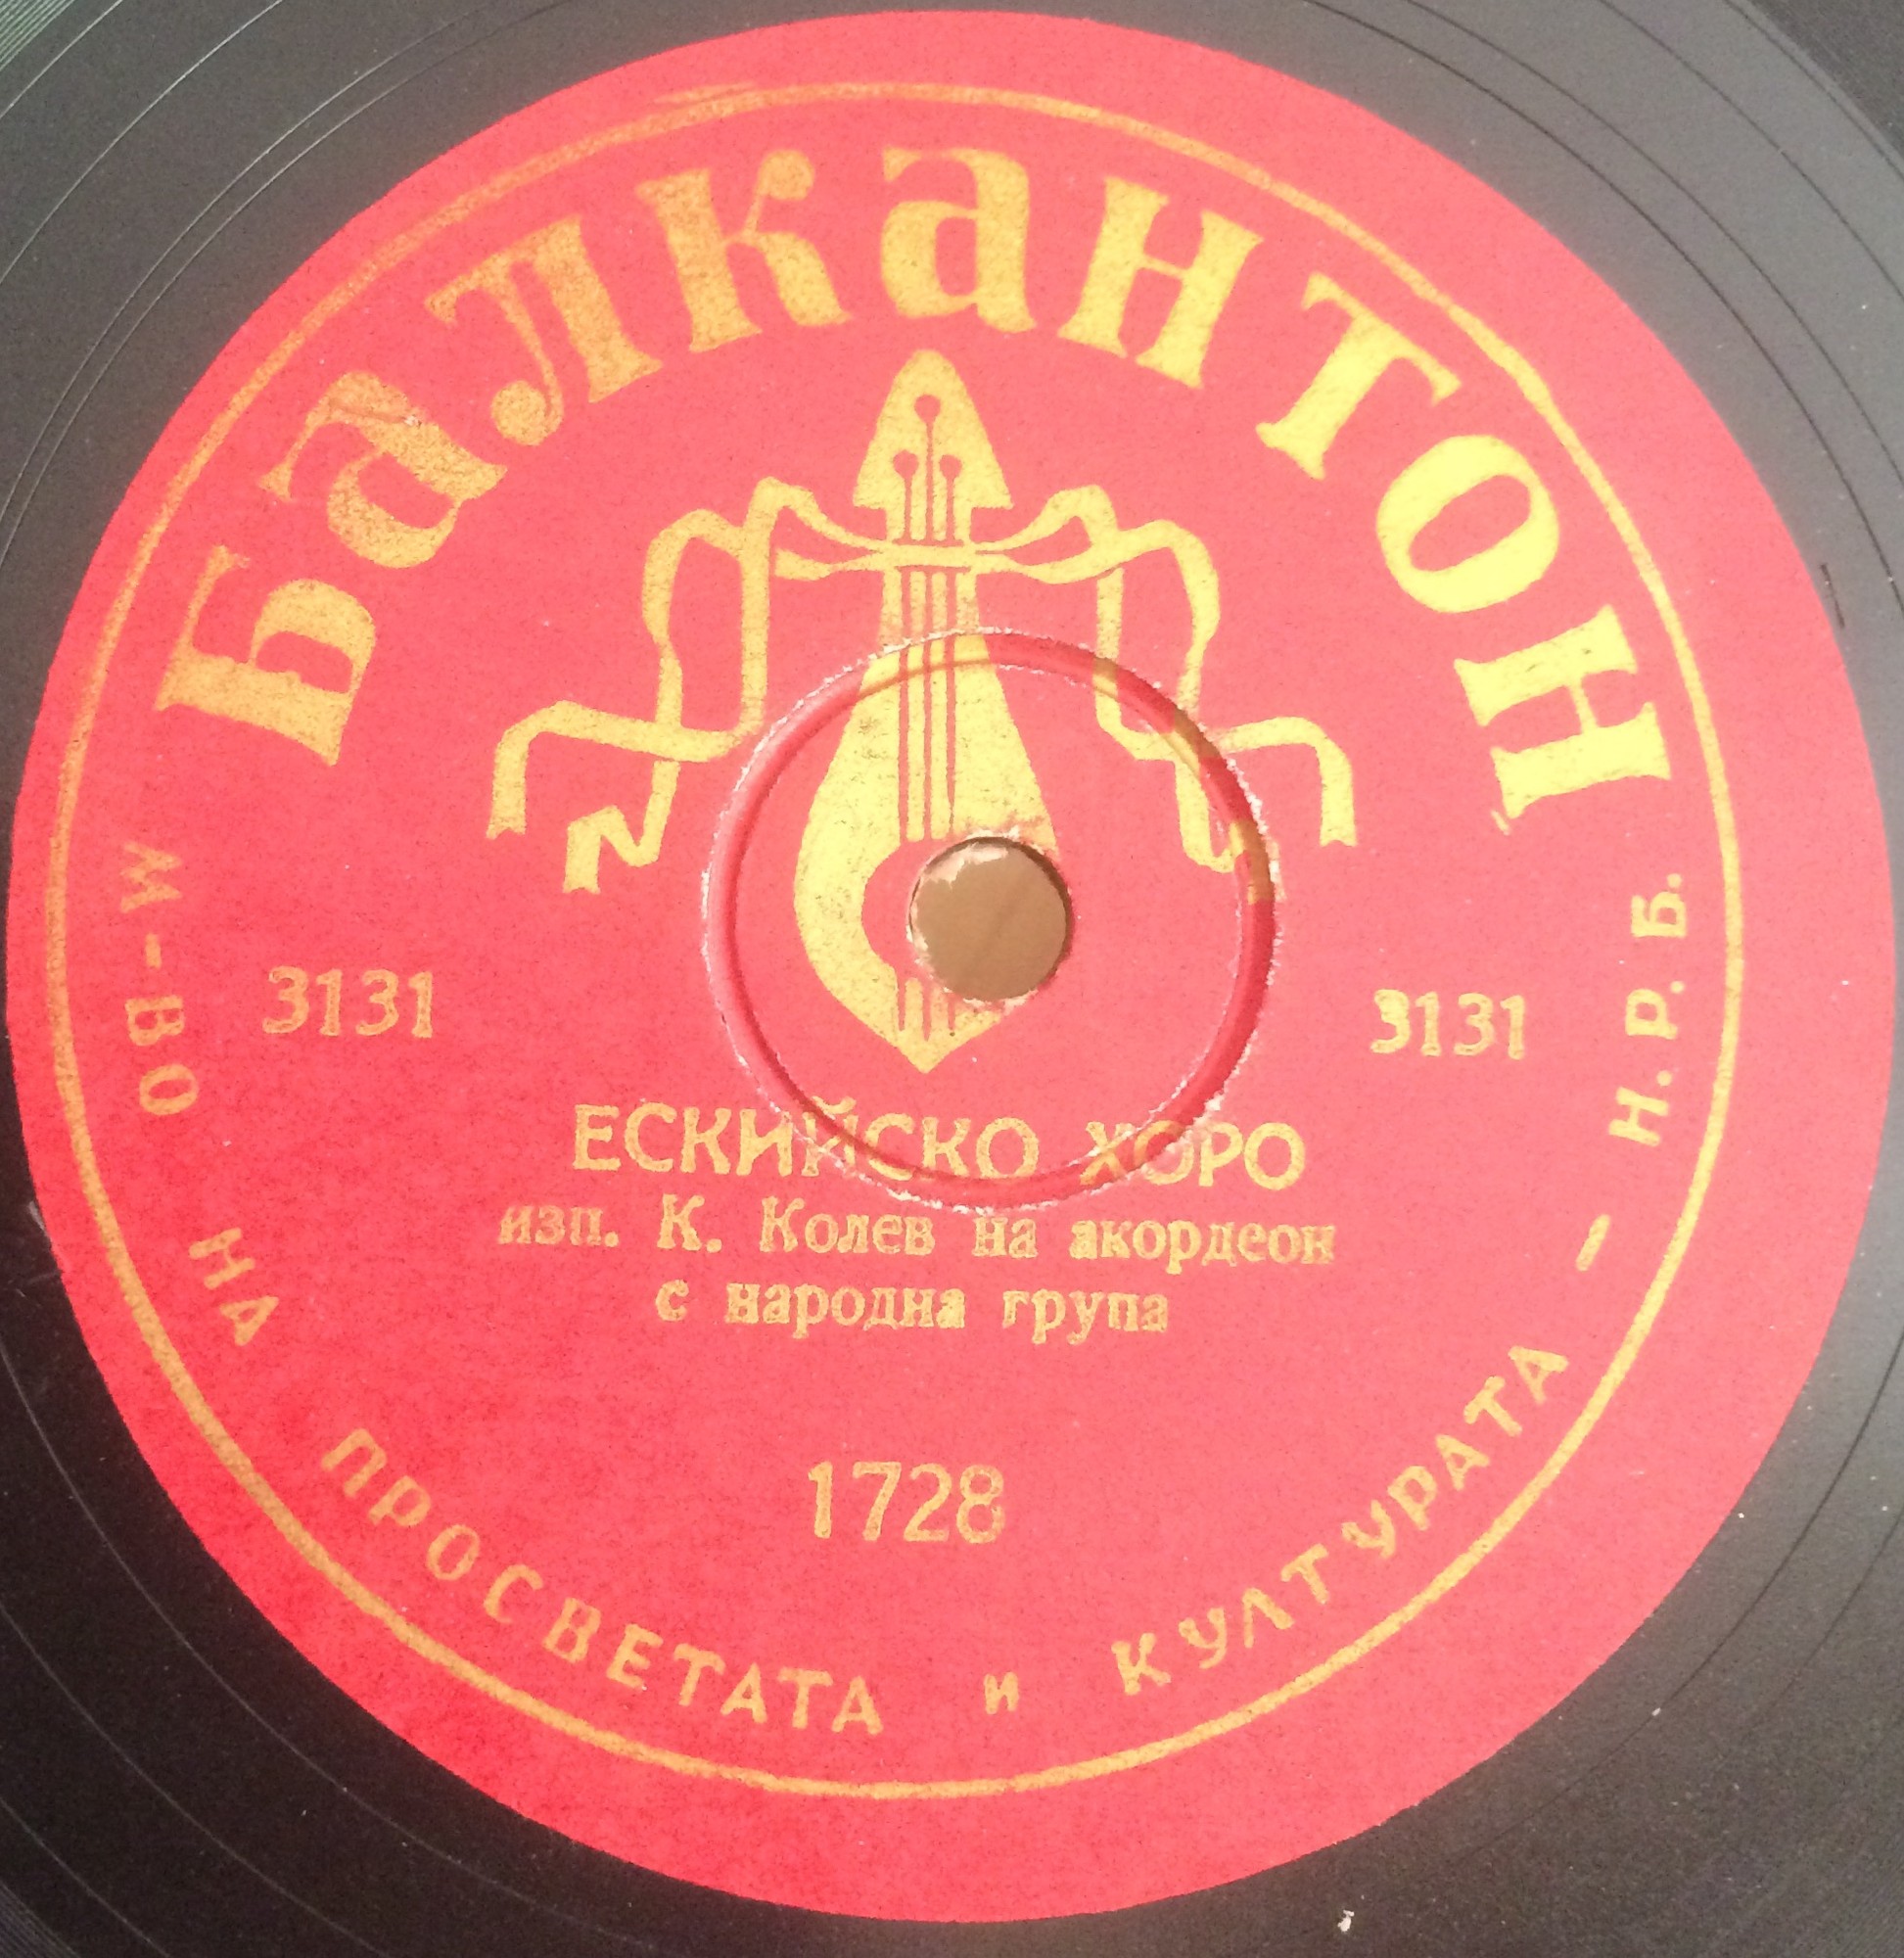 Балкантон
3131 3131
ЕСКИЙСКО ХОРО
изп. К. Колев на акордеон
с народна група
1728
М-ВО НА ПРОСВЕТАТА и КУЛТУРАТА – Н.Р.Б.